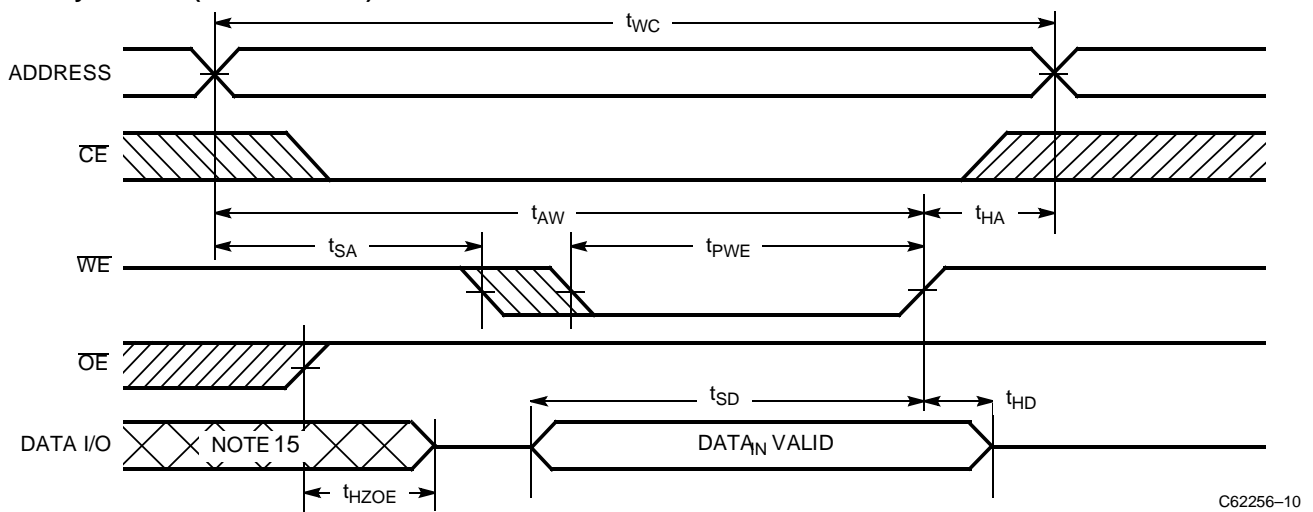 tWC
ADDRESS
CE
tAW
tHA
tSA
tPWE
WE
OE
tSD
tHD
DATA I/O
NOTE 15
DATAIN VALID
tHZOE
C62256–10